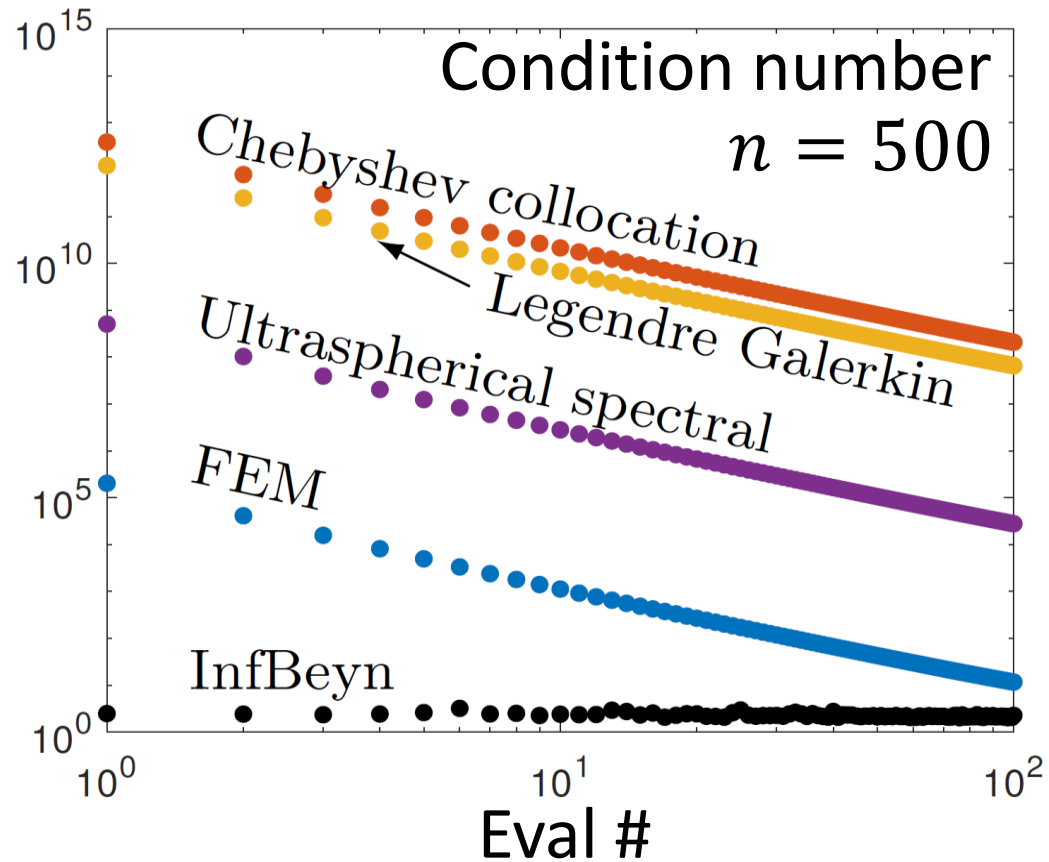 10^15
Condition number
n = 500
Chebyshev collocation
10^10
Legendre Galerkin
Ultraspherical spectral
10^5
FEM
InfBeyn
10^0
10^0 10^1 10^2
Eval #